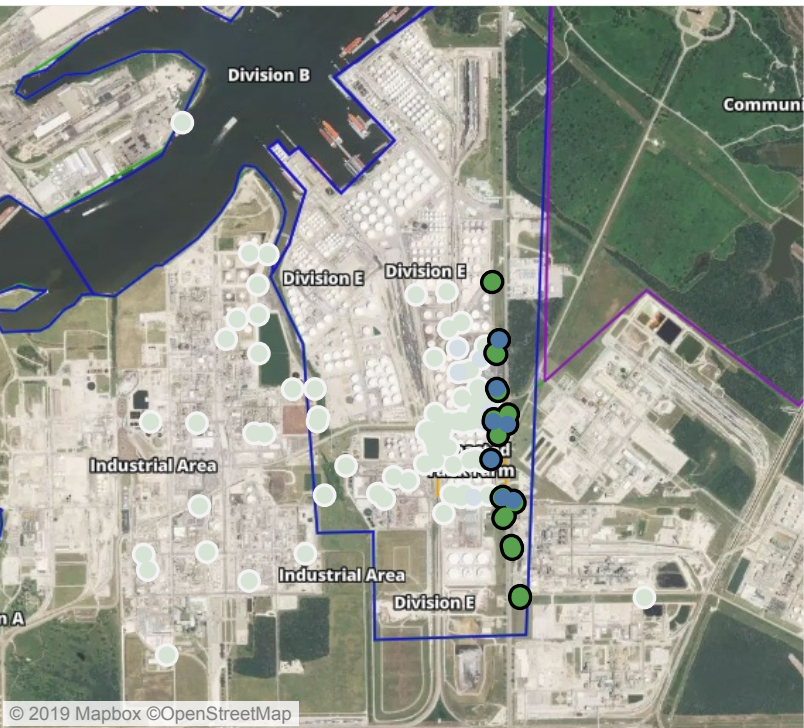 Division B
Communi
Division E
Division E
Industrial Area
Industrial Area
Division E
n A
© 2019 Mapbox ©OpenStreetMap